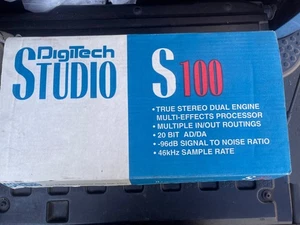 DigiTech
STUDIO
S 100
• TRUE STEREO DUAL ENGINE
MULTI-EFFECTS PROCESSOR
• MULTIPLE IN/OUT ROUTINGS
• 20 BIT AD/DA
• -96dB SIGNAL TO NOISE RATIO
• 46kHz SAMPLE RATE